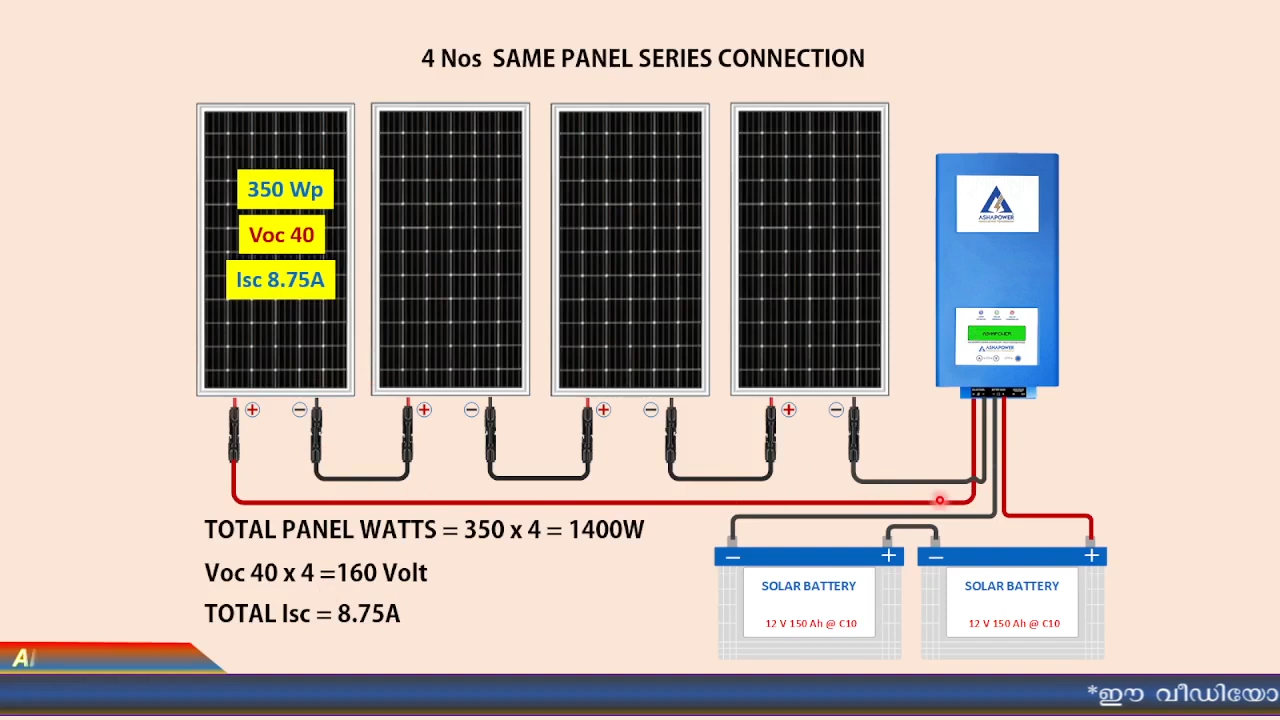 4 Nos SAME PANEL SERIES CONNECTION
350 Wp
Voc 40
Isc 8.75A
ASHAPOWER
ASHAPOWER
ASHAPOWER
+ −
+ −
+ −
+ −
TOTAL PANEL WATTS = 350 x 4 = 1400W
Voc 40 x 4 =160 Volt
TOTAL Isc = 8.75A
− +
SOLAR BATTERY
12 V 150 Ah @ C10
− +
SOLAR BATTERY
12 V 150 Ah @ C10
A
*ഈ വീഡിയോ